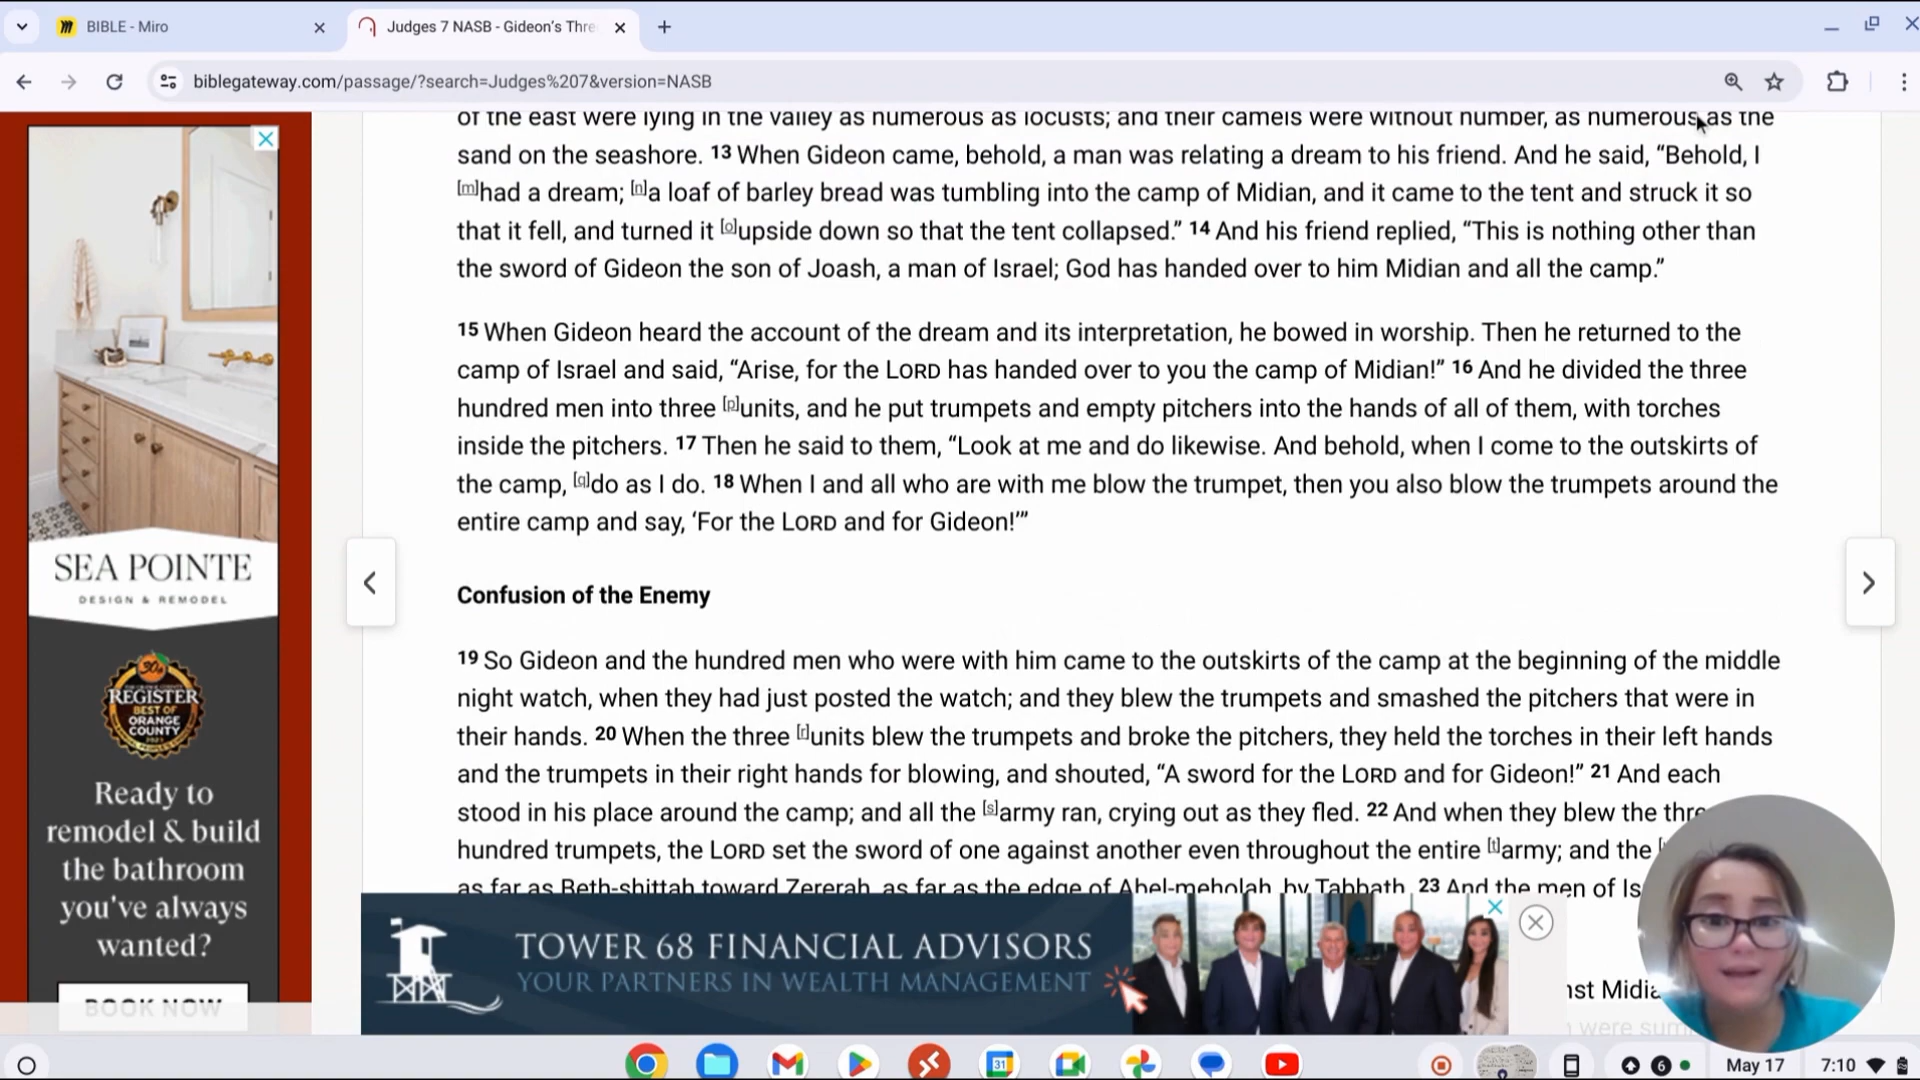 BIBLE - Miro
Judges 7 NASB - Gideon's Thre
biblegateway.com/passage/?search=Judges%207&version=NASB
of the east were lying in the valley as numerous as locusts; and their camels were without number, as numerous as the
sand on the seashore. 13 When Gideon came, behold, a man was relating a dream to his friend. And he said, “Behold, I
[m]had a dream; [n]a loaf of barley bread was tumbling into the camp of Midian, and it came to the tent and struck it so
that it fell, and turned it [o]upside down so that the tent collapsed.” 14 And his friend replied, “This is nothing other than
the sword of Gideon the son of Joash, a man of Israel; God has handed over to him Midian and all the camp.”
15 When Gideon heard the account of the dream and its interpretation, he bowed in worship. Then he returned to the
camp of Israel and said, “Arise, for the LORD has handed over to you the camp of Midian!” 16 And he divided the three
hundred men into three [p]units, and he put trumpets and empty pitchers into the hands of all of them, with torches
inside the pitchers. 17 Then he said to them, “Look at me and do likewise. And behold, when I come to the outskirts of
the camp, [q]do as I do. 18 When I and all who are with me blow the trumpet, then you also blow the trumpets around the
entire camp and say, ‘For the LORD and for Gideon!’”
Confusion of the Enemy
19 So Gideon and the hundred men who were with him came to the outskirts of the camp at the beginning of the middle
night watch, when they had just posted the watch; and they blew the trumpets and smashed the pitchers that were in
their hands. 20 When the three [r]units blew the trumpets and broke the pitchers, they held the torches in their left hands
and the trumpets in their right hands for blowing, and shouted, “A sword for the LORD and for Gideon!” 21 And each
stood in his place around the camp; and all the [s]army ran, crying out as they fled. 22 And when they blew the thre
hundred trumpets, the LORD set the sword of one against another even throughout the entire [t]army; and the
as far as Beth-shittah toward Zererah, as far as the edge of Abel-meholah, by Tabbath. 23 And the men of Is
nst Midia
were sum
SEA POINTE
DESIGN & REMODEL
30
REGISTER
BEST OF
ORANGE
COUNTY
Ready to
remodel & build
the bathroom
you've always
wanted?
BOOK NOW
TOWER 68 FINANCIAL ADVISORS
YOUR PARTNERS IN WEALTH MANAGEMENT
31
6
May 17
7:10